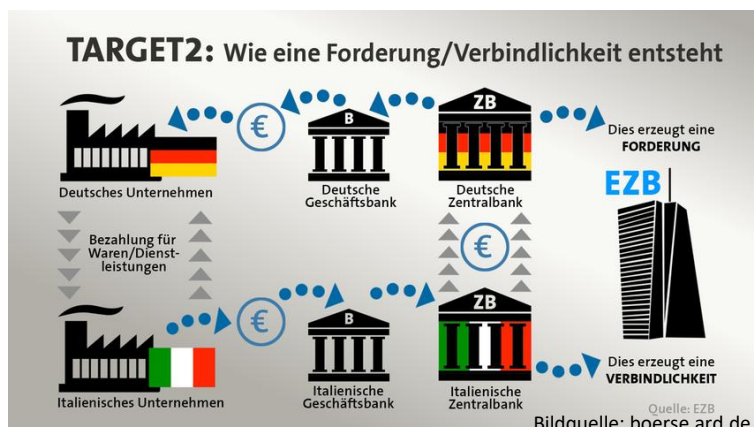 TARGET2: Wie eine Forderung/Verbindlichkeit entsteht
€
B
ZB
Deutsches Unternehmen
Deutsche
Geschäftsbank
Deutsche
Zentralbank
Dies erzeugt eine
FORDERUNG
EZB
Bezahlung für
Waren/Dienst-
leistungen
€
€
B
ZB
Italienisches Unternehmen
Italienische
Geschäftsbank
Italienische
Zentralbank
Dies erzeugt eine
VERBINDLICHKEIT
Quelle: EZB
Bildquelle: boerse.ard.de